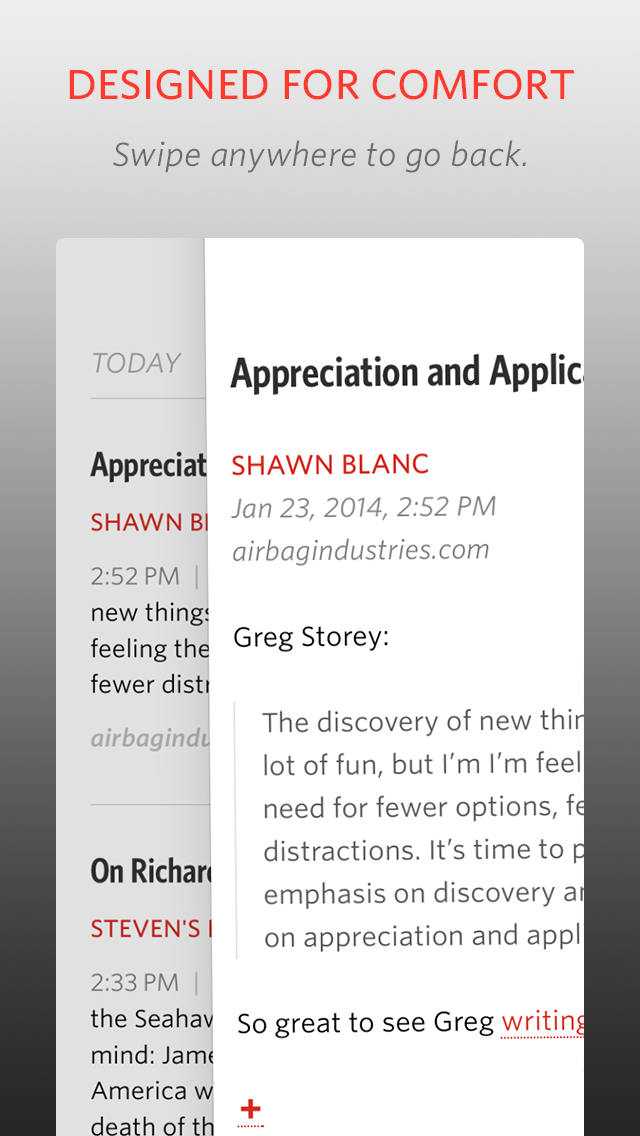 DESIGNED FOR COMFORT
Swipe anywhere to go back.
TODAY
Appreciat
SHAWN BL
2:52 PM |
new things
feeling the
fewer distr
airbagindu
On Richard
STEVEN'S L
2:33 PM |
the Seahaw
mind: Jame
America w
death of th
Appreciation and Applica
SHAWN BLANC
Jan 23, 2014, 2:52 PM
airbagindustries.com
Greg Storey:
The discovery of new thin
lot of fun, but I'm I'm feel
need for fewer options, fe
distractions. It's time to p
emphasis on discovery an
on appreciation and appl
So great to see Greg writing
+